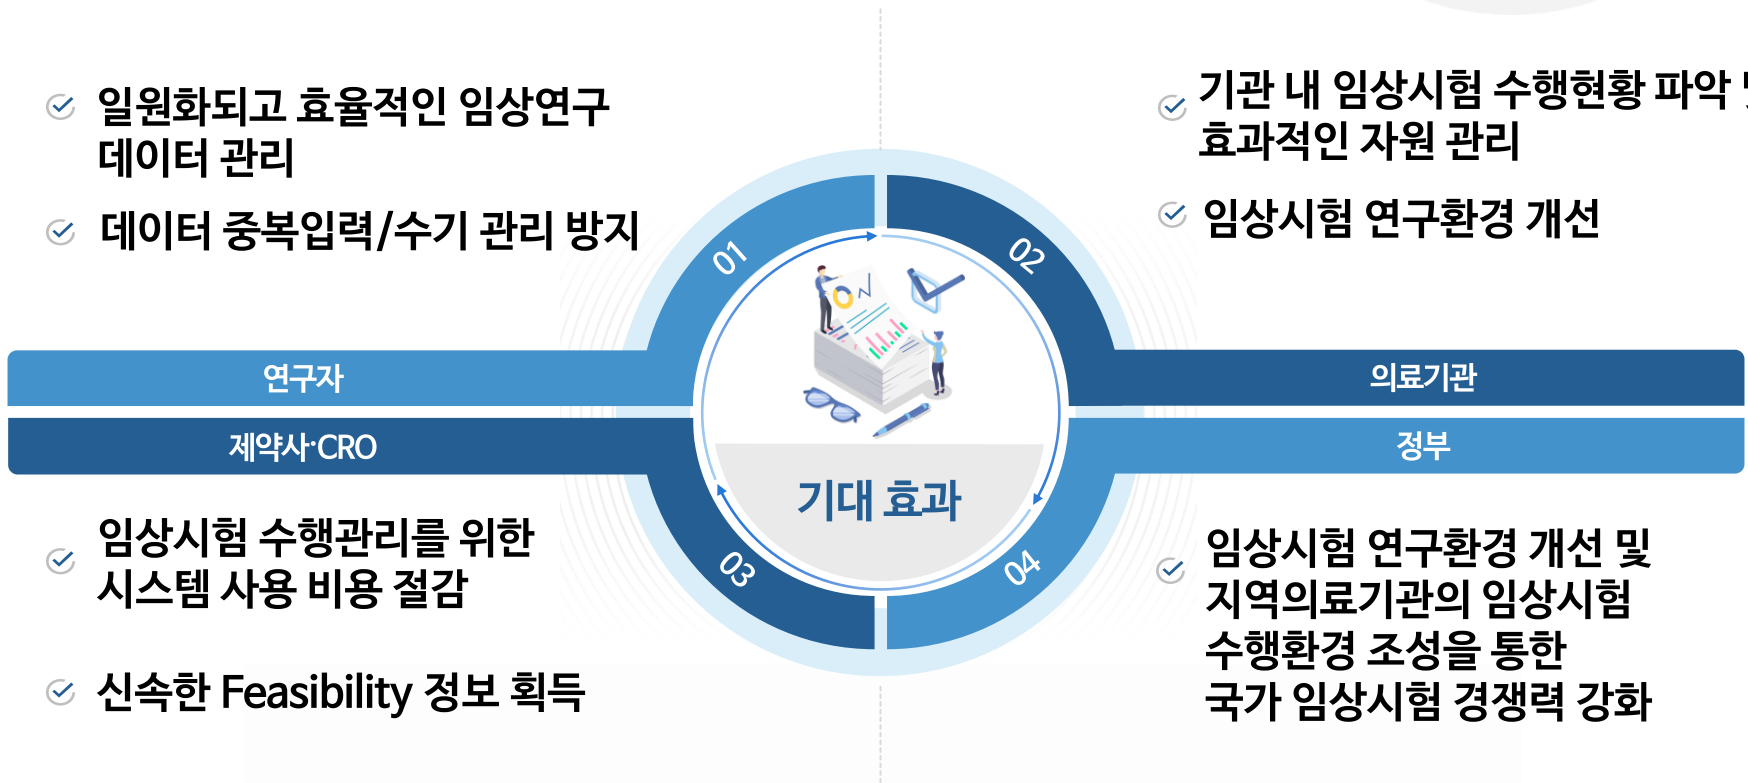 일원화되고 효율적인 임상연구
데이터 관리
데이터 중복입력/수기 관리 방지
01
연구자
기관 내 임상시험 수행현황 파악
효과적인 자원 관리
임상시험 연구환경 개선
02
의료기관
기대 효과
제약사·CRO
03
임상시험 수행관리를 위한
시스템 사용 비용 절감
신속한 Feasibility 정보 획득
정부
04
임상시험 연구환경 개선 및
지역의료기관의 임상시험
수행환경 조성을 통한
국가 임상시험 경쟁력 강화